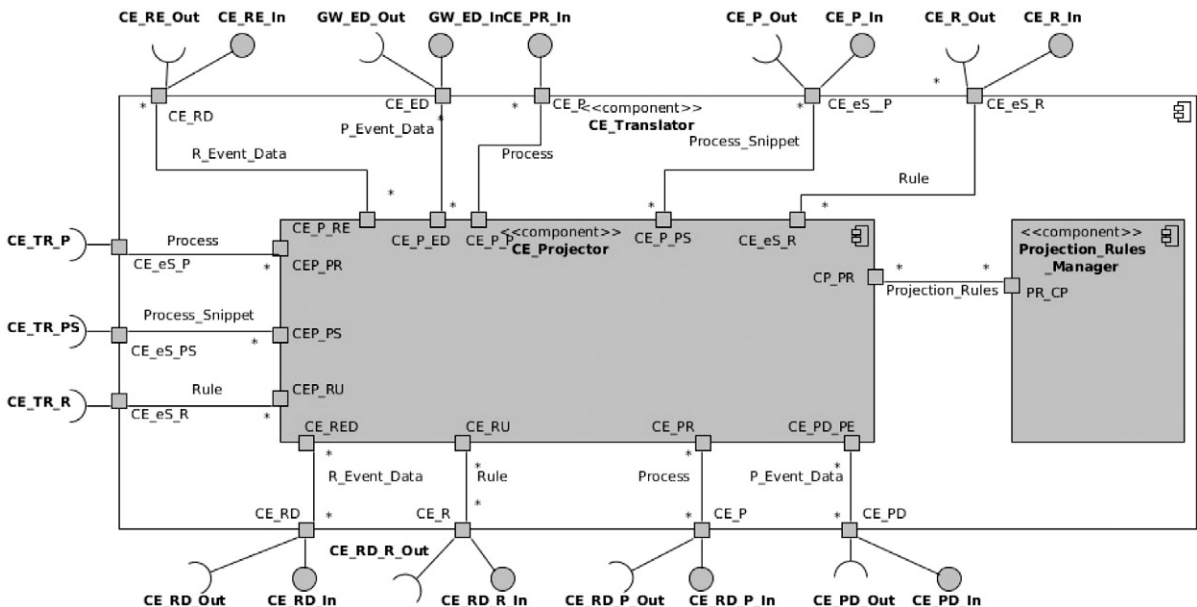 CE_RE_Out
CE_RE_In
GW_ED_Out
GW_ED_In
CE_PR_In
CE_P_Out
CE_P_In
CE_R_Out
CE_R_In
* CE_RD
CE_ED *
* CE_P
<<component>>
CE_Translator
* CE_eS__P
* CE_eS_R
R_Event_Data
P_Event_Data
Process
Process_Snippet
Rule
* * * *
CE_TR_P
Process
CE_eS_P
*
CE_P_RE
CEP_PR
CE_P_ED
CE_P_P
<<component>>
CE_Projector
CE_P_PS
CE_eS_R
CP_PR
* *
Projection_Rules
<<component>>
Projection_Rules
_Manager
PR_CP
CE_TR_PS
Process_Snippet
CE_eS_PS
*
CEP_PS
CE_TR_R
Rule
CE_eS_R
*
CEP_RU
CE_RED
CE_RU
CE_PR
CE_PD_PE
* * * *
R_Event_Data
Rule
Process
P_Event_Data
CE_RD *
CE_R *
* CE_P
* CE_PD
CE_RD_R_Out
CE_RD_Out
CE_RD_In
CE_RD_R_In
CE_RD_P_Out
CE_RD_P_In
CE_PD_Out
CE_PD_In